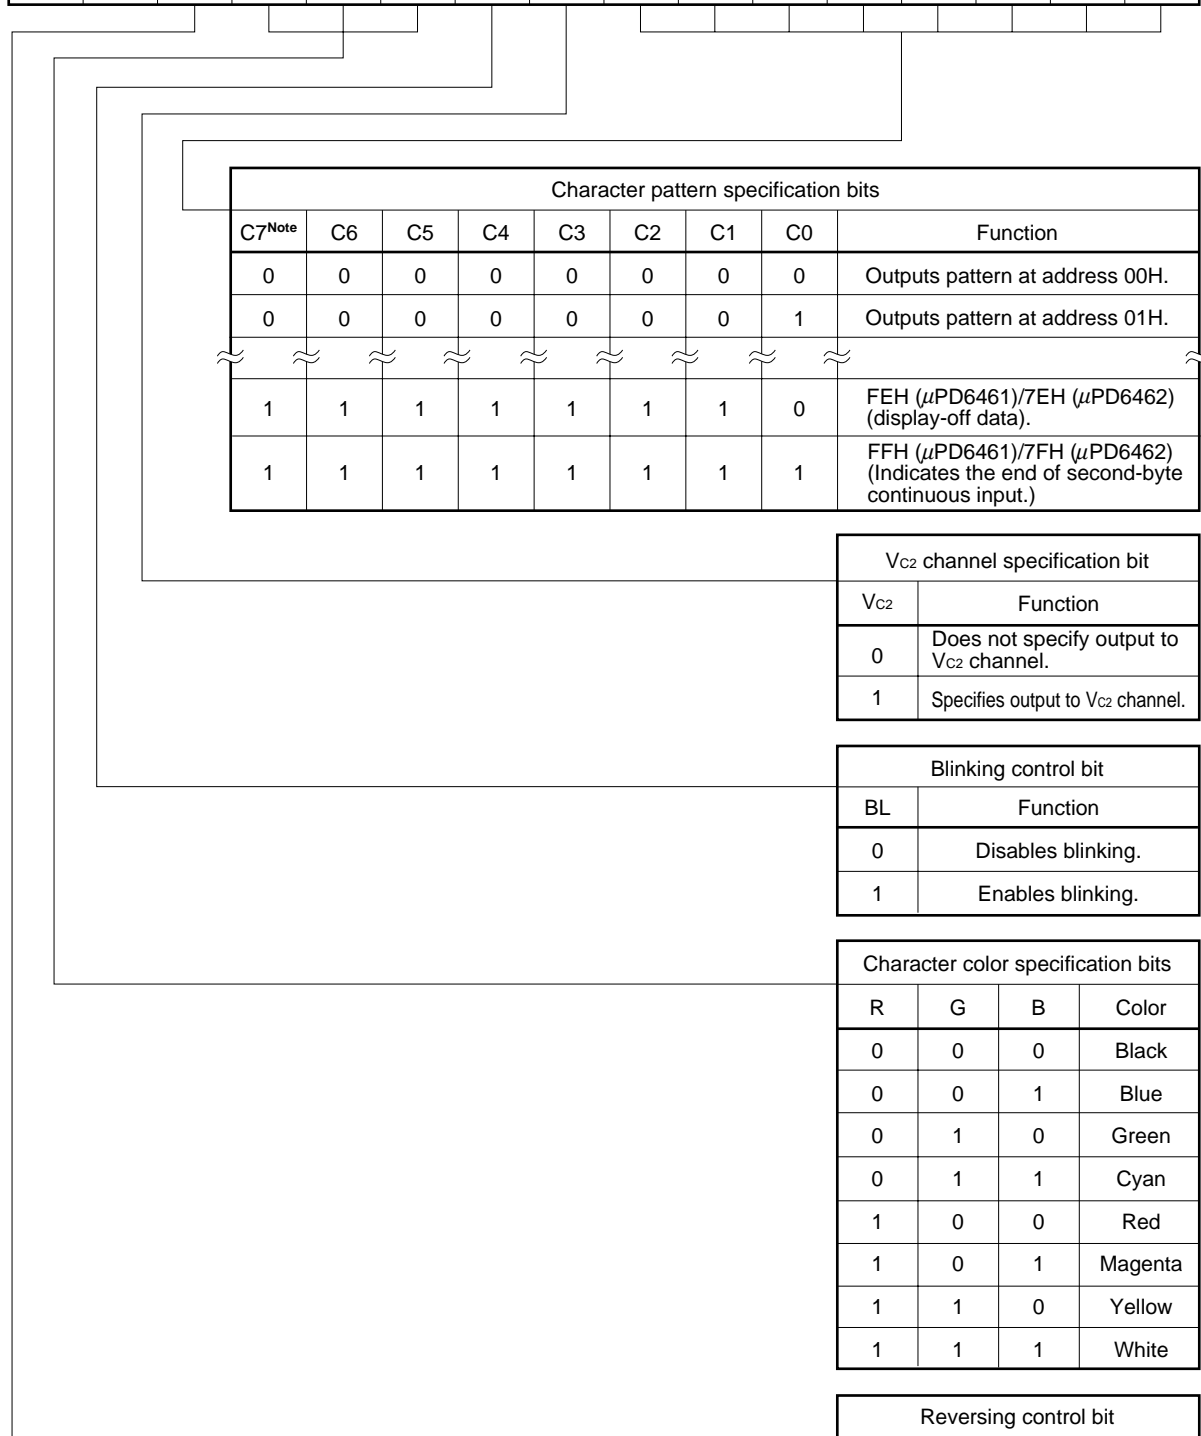 Character pattern specification bits
C7Note C6 C5 C4 C3 C2 C1 C0 Function
0 0 0 0 0 0 0 0 Outputs pattern at address 00H.
0 0 0 0 0 0 0 1 Outputs pattern at address 01H.
1 1 1 1 1 1 1 0 FEH (μPD6461)/7EH (μPD6462)
(display-off data).
1 1 1 1 1 1 1 1 FFH (μPD6461)/7FH (μPD6462)
(Indicates the end of second-byte
continuous input.)
VC2 channel specification bit
VC2 Function
0 Does not specify output to
VC2 channel.
1 Specifies output to VC2 channel.
Blinking control bit
BL Function
0 Disables blinking.
1 Enables blinking.
Character color specification bits
R G B Color
0 0 0 Black
0 0 1 Blue
0 1 0 Green
0 1 1 Cyan
1 0 0 Red
1 0 1 Magenta
1 1 0 Yellow
1 1 1 White
Reversing control bit